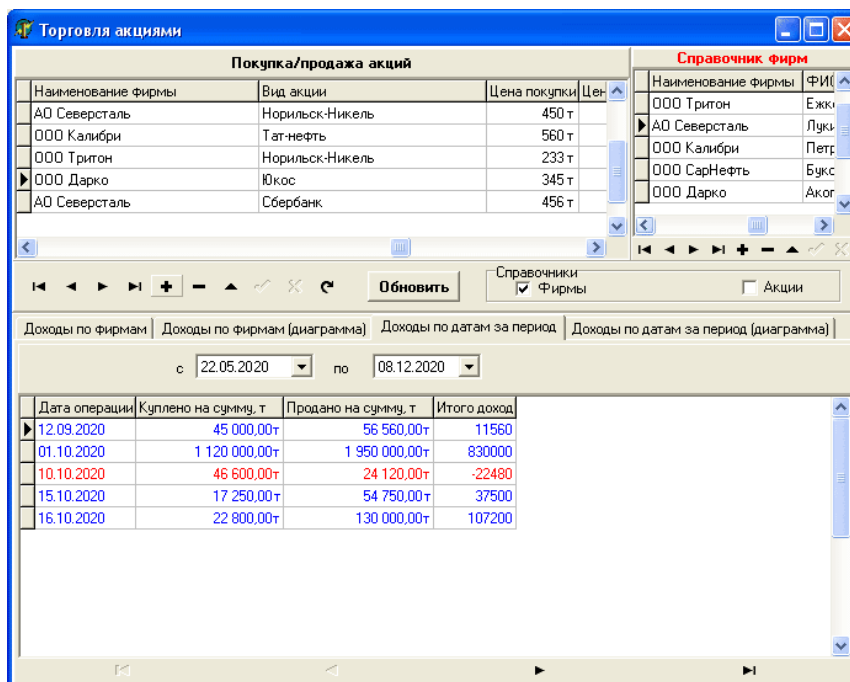 Торговля акциями
Покупка/продажа акций
Наименование фирмы Вид акции Цена покупки Цен
АО Северсталь Норильск-Никель 450 т
ООО Калибри Тат-нефть 560 т
ООО Тритон Норильск-Никель 233 т
ООО Дарко Юкос 345 т
АО Северсталь Сбербанк 456 т
Справочник фирм
Наименование фирмы ФИО
ООО Тритон Ежки
АО Северсталь Луки
ООО Калибри Петр
ООО СарНефть Букс
ООО Дарко Акоп
Обновить
Справочники
Фирмы Акции
Доходы по фирмам Доходы по фирмам (диаграмма) Доходы по датам за период Доходы по датам за период (диаграмма)
с 22.05.2020 по 08.12.2020
Дата операции Куплено на сумму, т Продано на сумму, т Итого доход
12.09.2020 45 000,00т 56 560,00т 11560
01.10.2020 1 120 000,00т 1 950 000,00т 830000
10.10.2020 46 600,00т 24 120,00т -22480
15.10.2020 17 250,00т 54 750,00т 37500
16.10.2020 22 800,00т 130 000,00т 107200